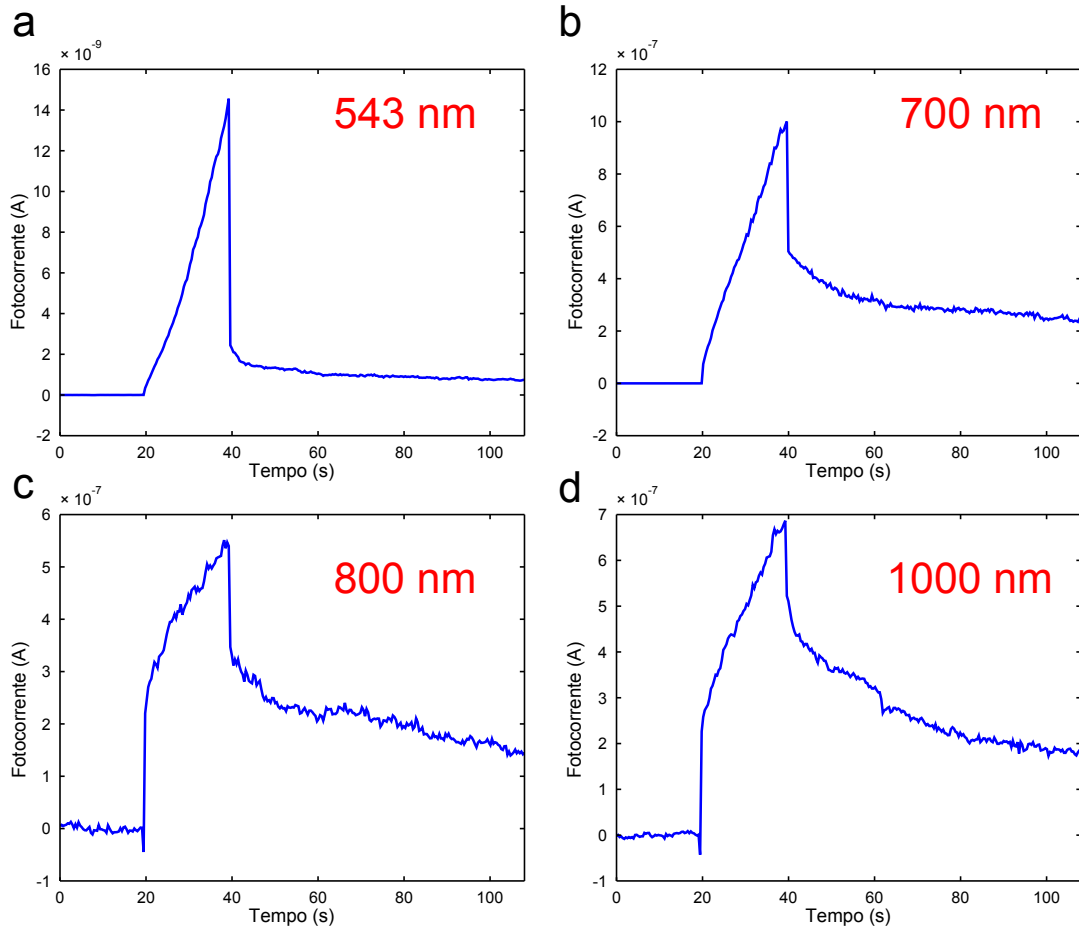 a
× 10⁻⁹
543 nm
Fotocorrente (A)
16
14
12
10
8
6
4
2
0
-2
0 20 40 60 80 100
Tempo (s)
b
× 10⁻⁷
700 nm
Fotocorrente (A)
12
10
8
6
4
2
0
-2
0 20 40 60 80 100
Tempo (s)
c
× 10⁻⁷
800 nm
Fotocorrente (A)
6
5
4
3
2
1
0
-1
0 20 40 60 80 100
Tempo (s)
d
× 10⁻⁷
1000 nm
Fotocorrente (A)
7
6
5
4
3
2
1
0
-1
0 20 40 60 80 100
Tempo (s)